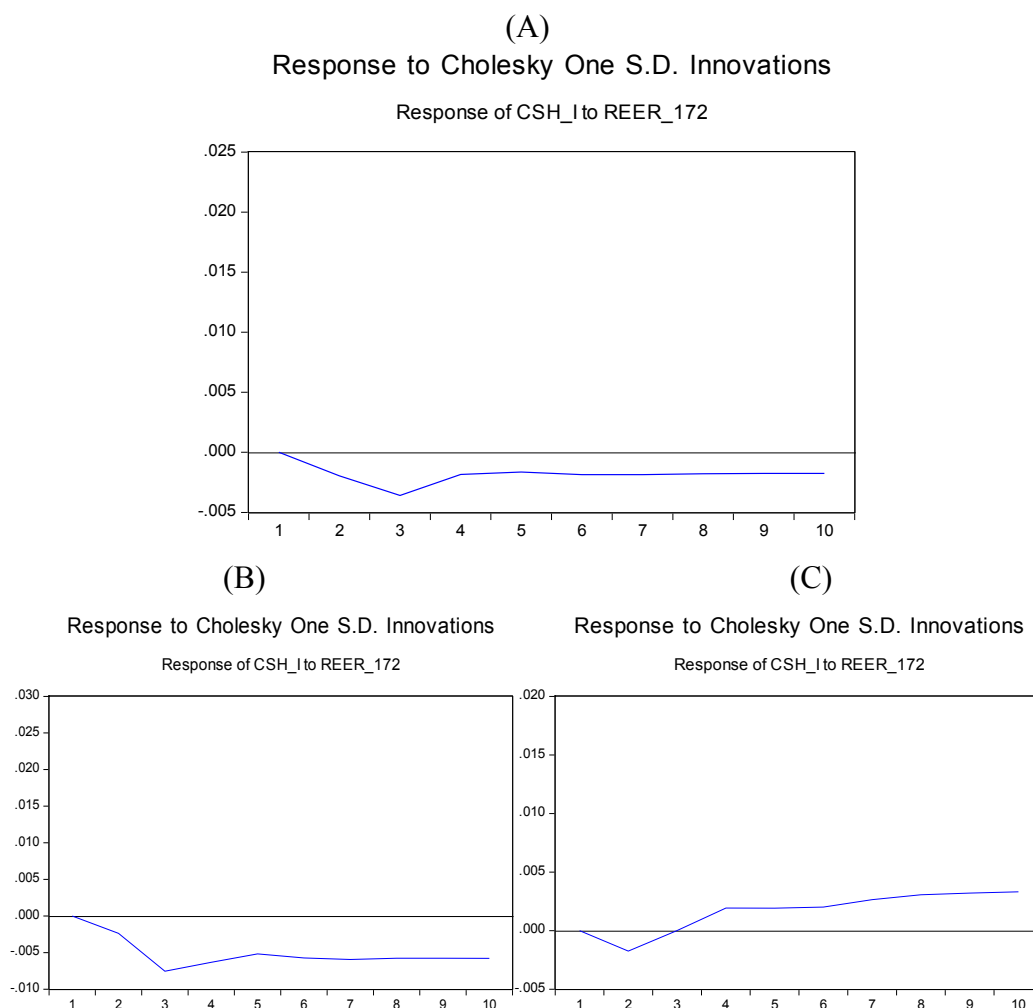 (A)
Response to Cholesky One S.D. Innovations
Response of CSH_I to REER_172
.025
.020
.015
.010
.005
.000
-.005
1 2 3 4 5 6 7 8 9 10
(B)
Response to Cholesky One S.D. Innovations
Response of CSH_I to REER_172
.030
.025
.020
.015
.010
.005
.000
-.005
-.010
1 2 3 4 5 6 7 8 9 10
(C)
Response to Cholesky One S.D. Innovations
Response of CSH_I to REER_172
.020
.015
.010
.005
.000
-.005
1 2 3 4 5 6 7 8 9 10